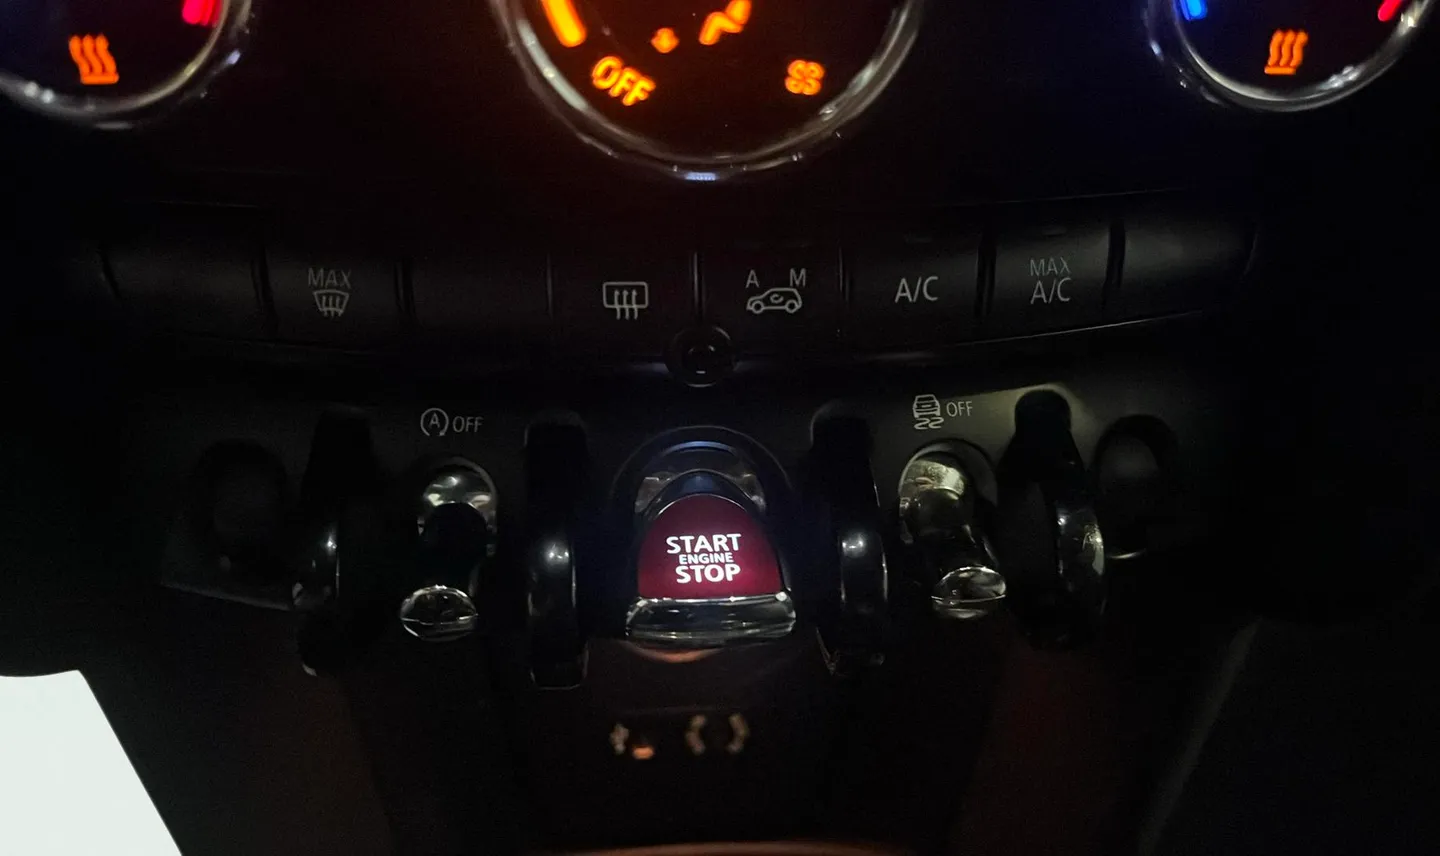 OFF
MAX
A M
A/C
MAX
A/C
A OFF
OFF
START
ENGINE
STOP